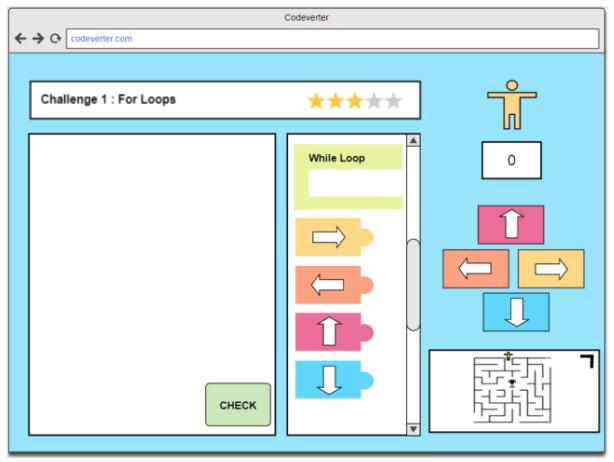 Codeverter
codeverter.com
Challenge 1 : For Loops
0
While Loop
CHECK